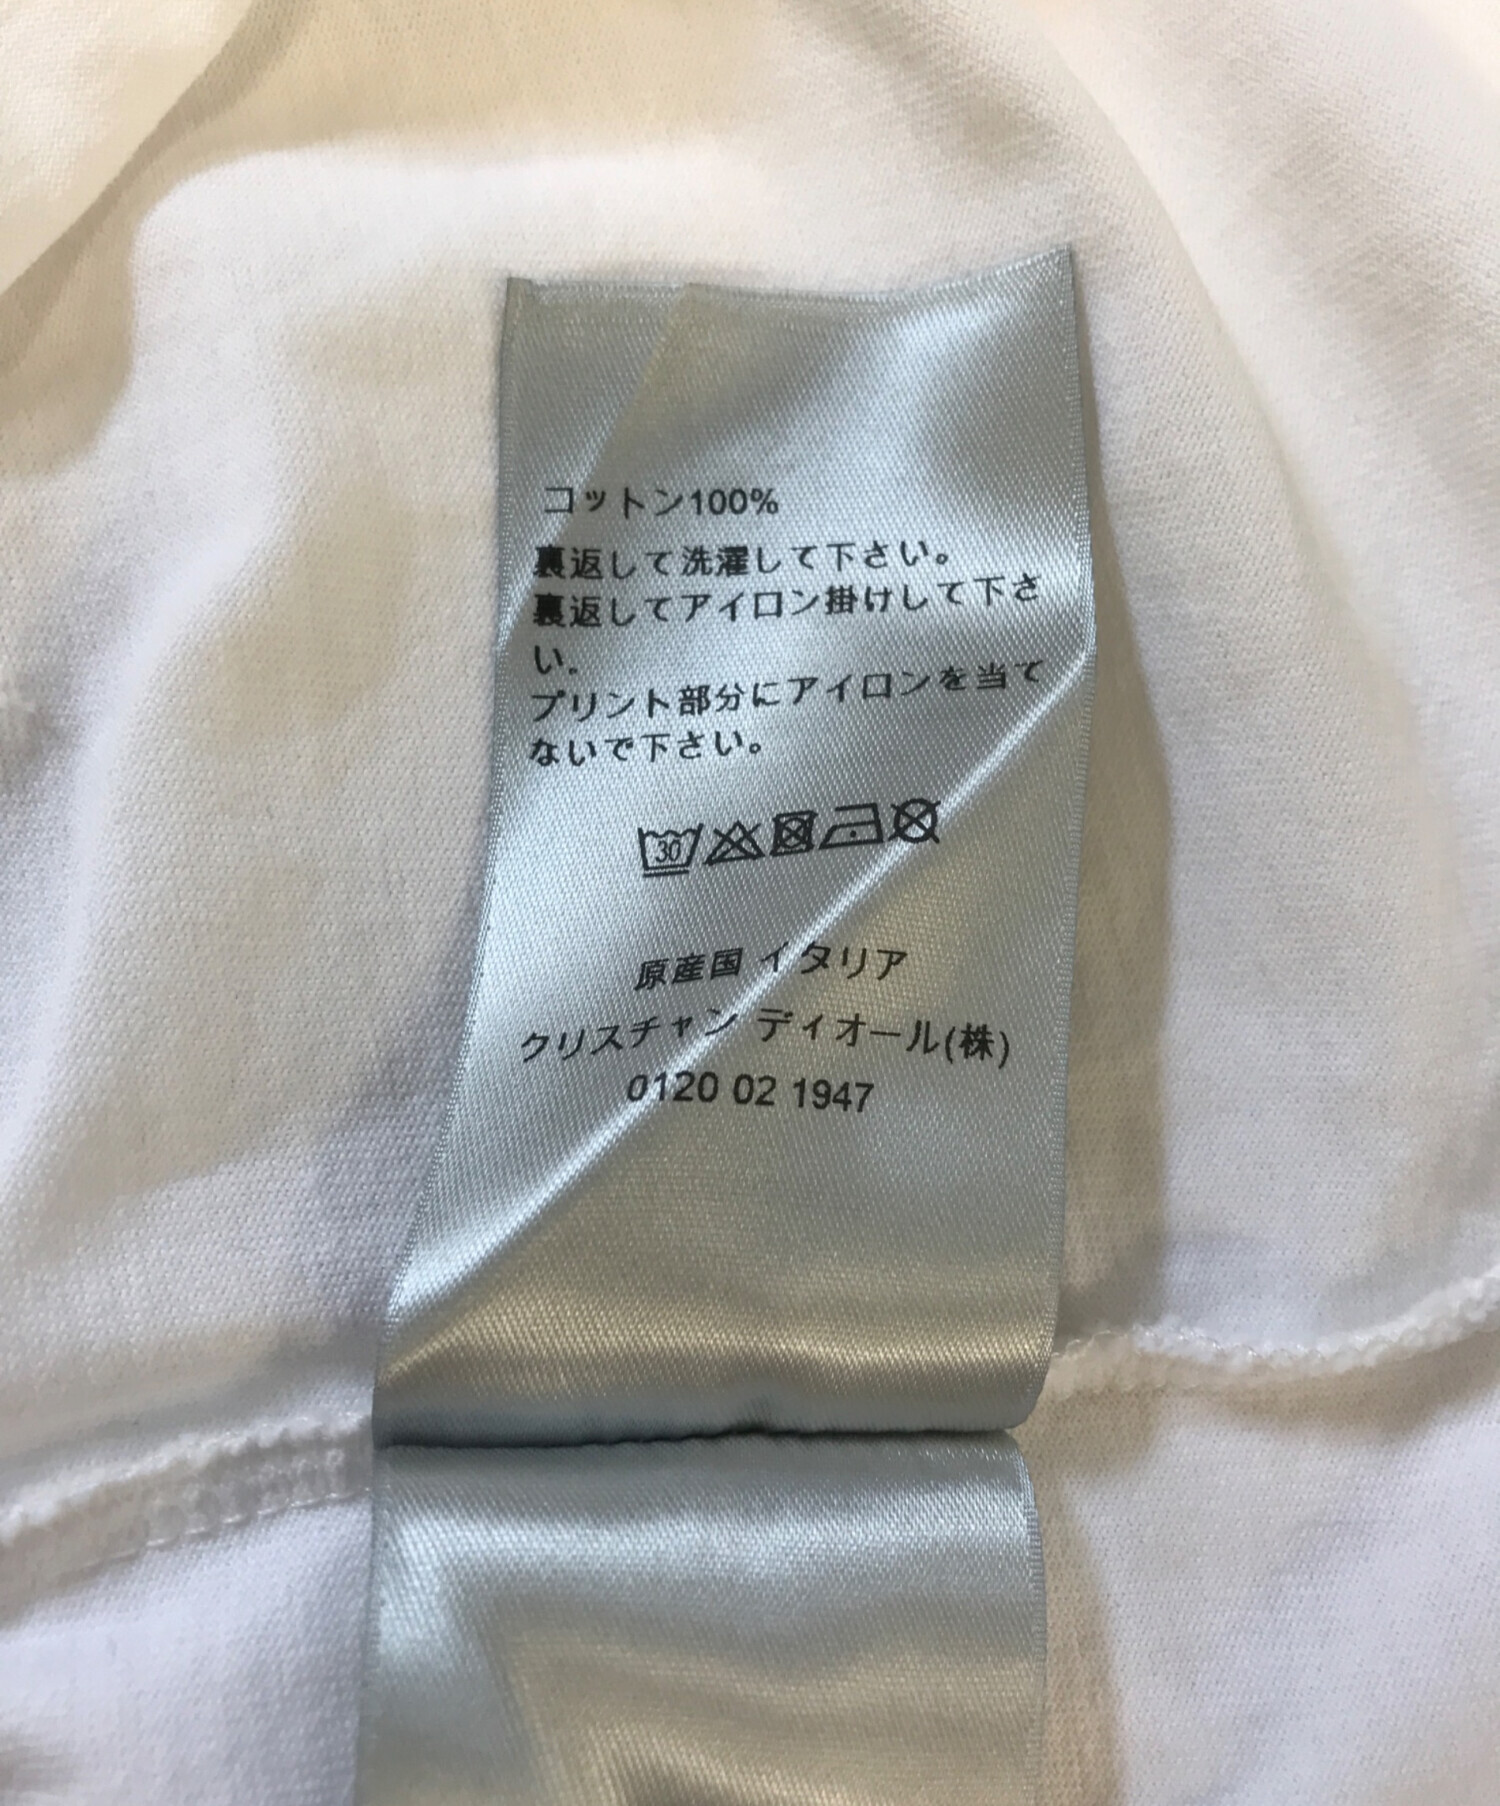 コットン100%
裏返して洗濯して下さい。
裏返してアイロン掛けして下さ
い。
プリント部分にアイロンを当て
ないで下さい。
30
原産国 イタリア
クリスチャン ディオール(株)
0120 02 1947